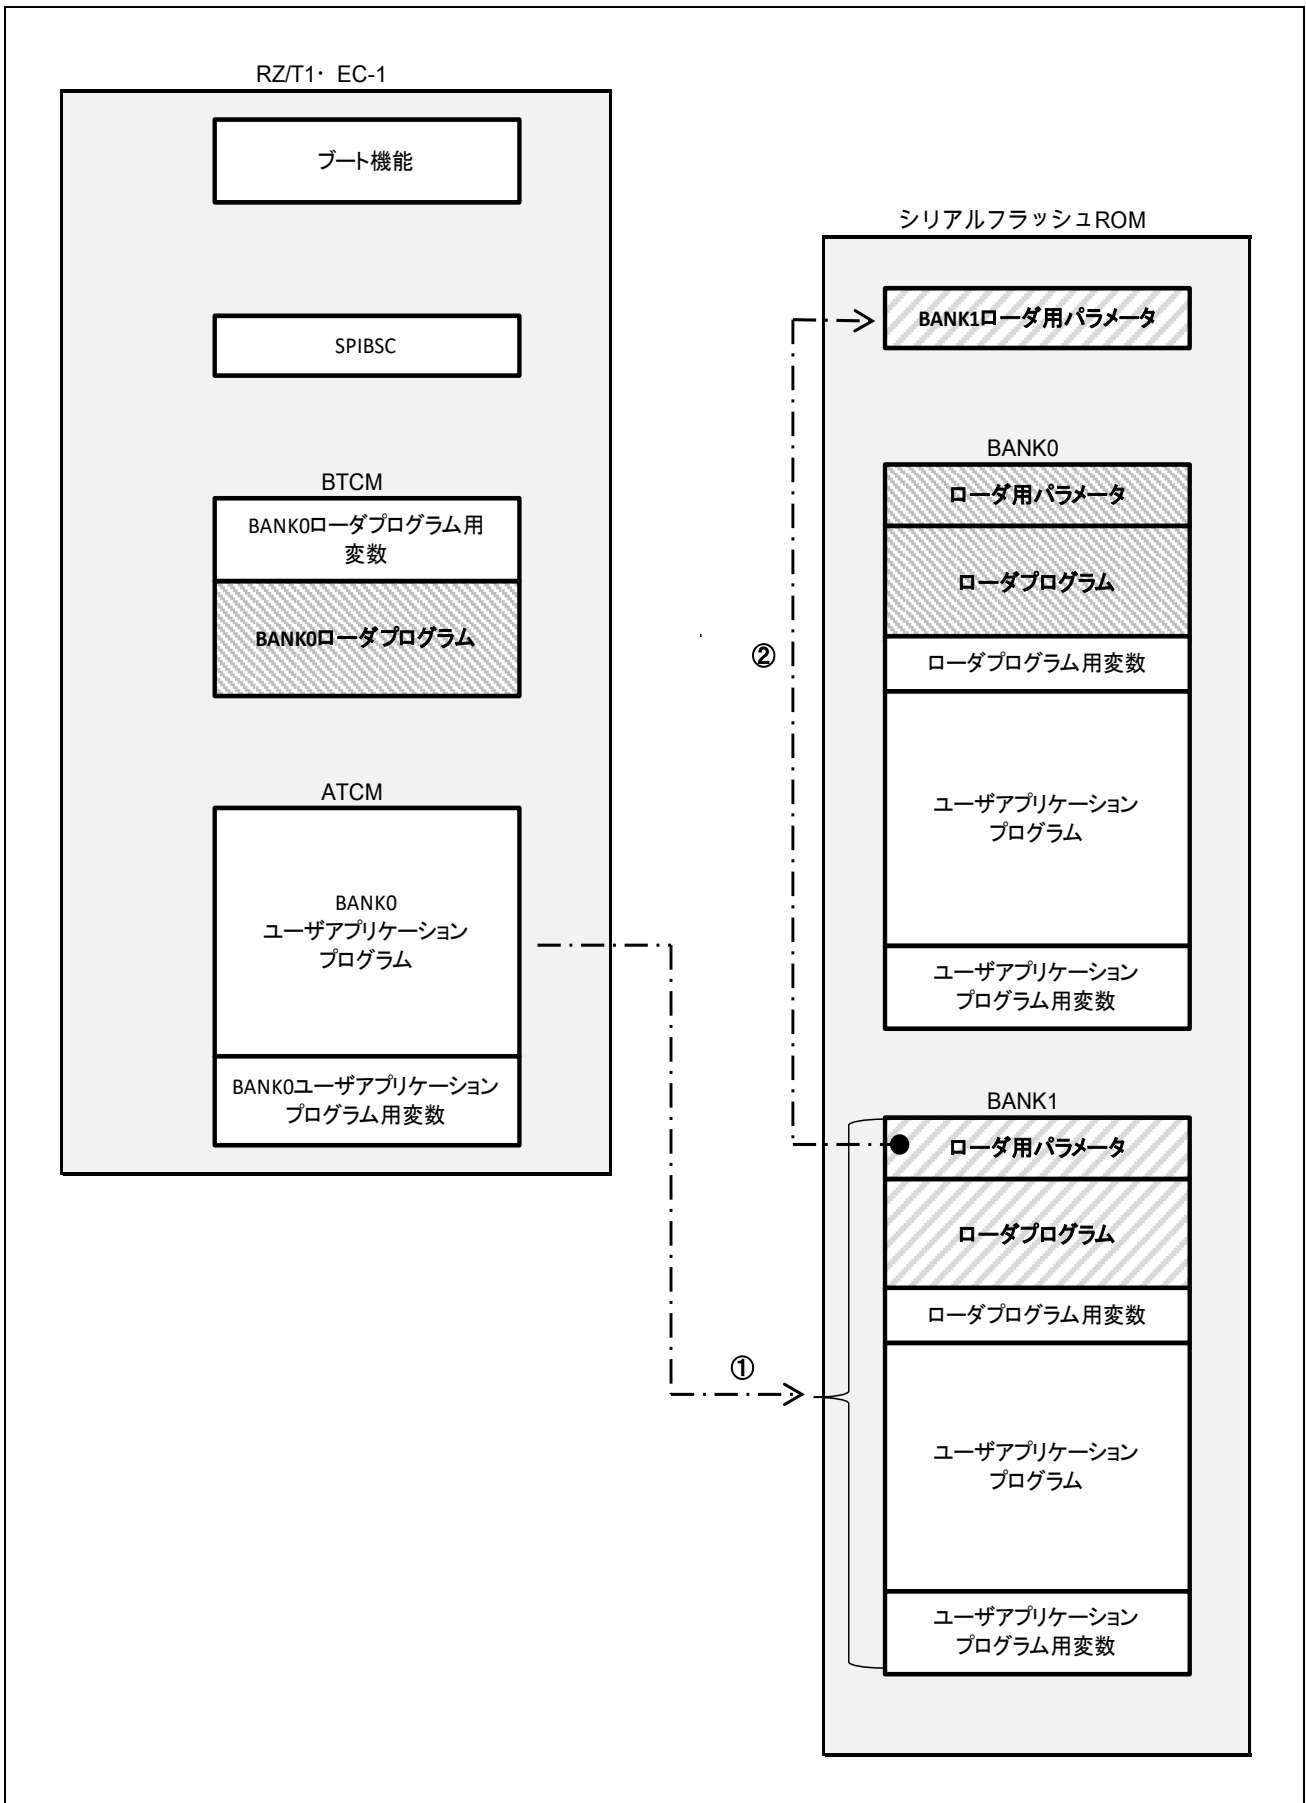 RZ/T1・ EC-1
ブート機能
SPIBSC
BTCM
BANK0ローダプログラム用
変数
BANK0ローダプログラム
ATCM
BANK0
ユーザアプリケーション
プログラム
BANK0ユーザアプリケーション
プログラム用変数
①
②
シリアルフラッシュROM
BANK1ローダ用パラメータ
BANK0
ローダ用パラメータ
ローダプログラム
ローダプログラム用変数
ユーザアプリケーション
プログラム
ユーザアプリケーション
プログラム用変数
BANK1
ローダ用パラメータ
ローダプログラム
ローダプログラム用変数
ユーザアプリケーション
プログラム
ユーザアプリケーション
プログラム用変数